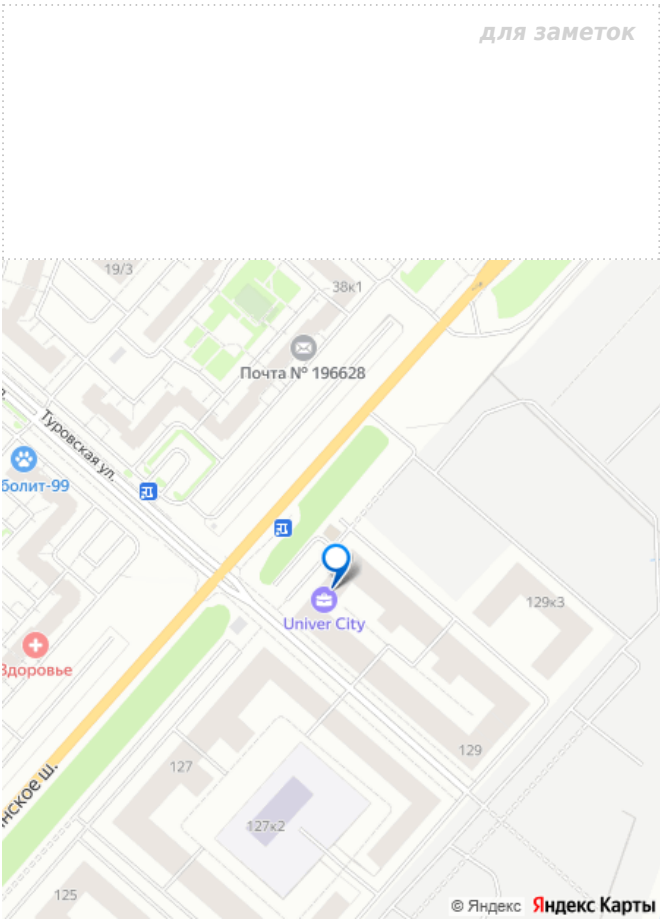 для заметок
19/3
38к1
Почта № 196628
Туровская ул.
болит-99
129к3
Univer City
Здоровье
129
127
нское ш.
127к2
125
© Яндекс Яндекс Карты